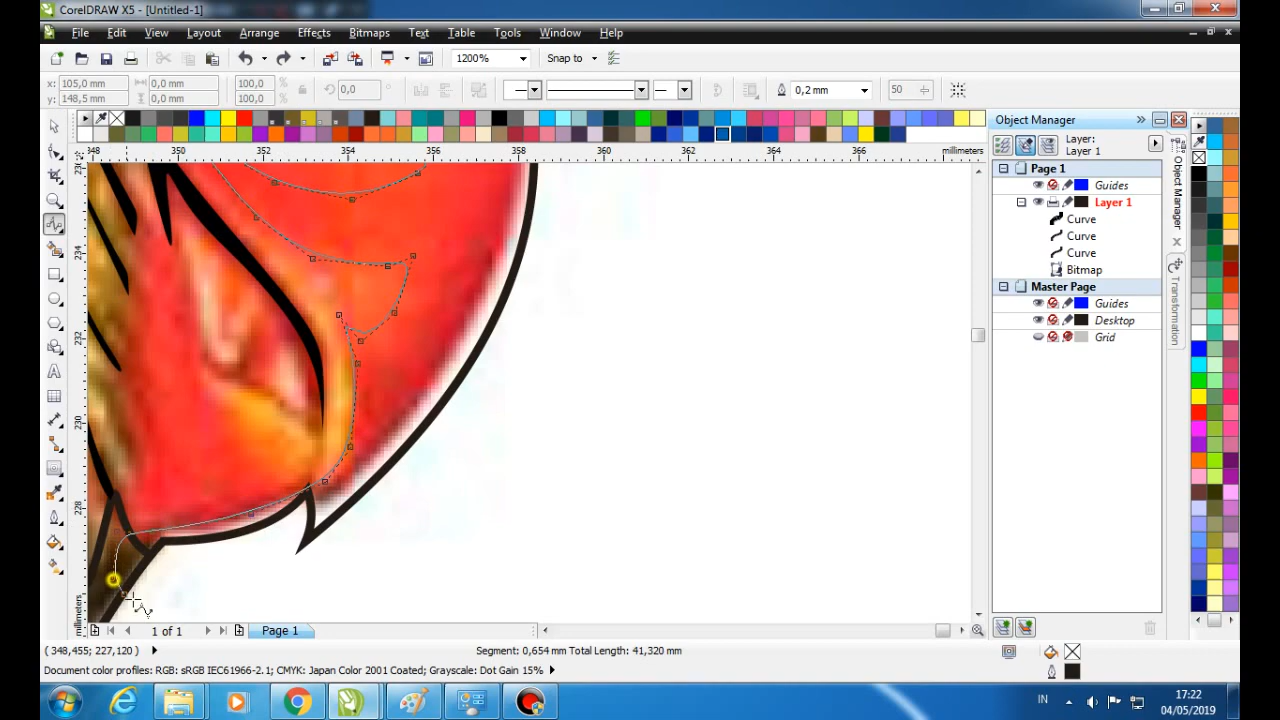 CorelDRAW X5 - [Untitled-1]
File Edit View Layout Arrange Effects Bitmaps Text Table Tools Window Help
1200% Snap to
x: 105,0 mm 0,0 mm 100,0 % 0,0 0,2 mm 50
y: 148,5 mm 0,0 mm 100,0 %
Object Manager
Layer:
Layer 1
348 350 352 354 356 358 360 362 364 366 millimeters
234
232
230
228
millimeters
Page 1
Guides
Layer 1
Curve
Curve
Curve
Bitmap
Master Page
Guides
Desktop
Grid
Object Manager
Transformation
1 of 1 Page 1
( 348,455; 227,120 ) Segment: 0,654 mm Total Length: 41,320 mm
Document color profiles: RGB: sRGB IEC61966-2.1; CMYK: Japan Color 2001 Coated; Grayscale: Dot Gain 15%
IN 17:22
04/05/2019